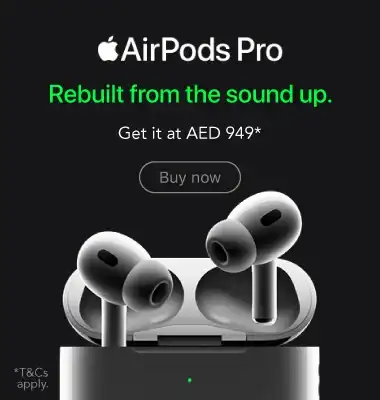 AirPods Pro
Rebuilt from the sound up.
Get it at AED 949*
Buy now
*T&Cs
apply.